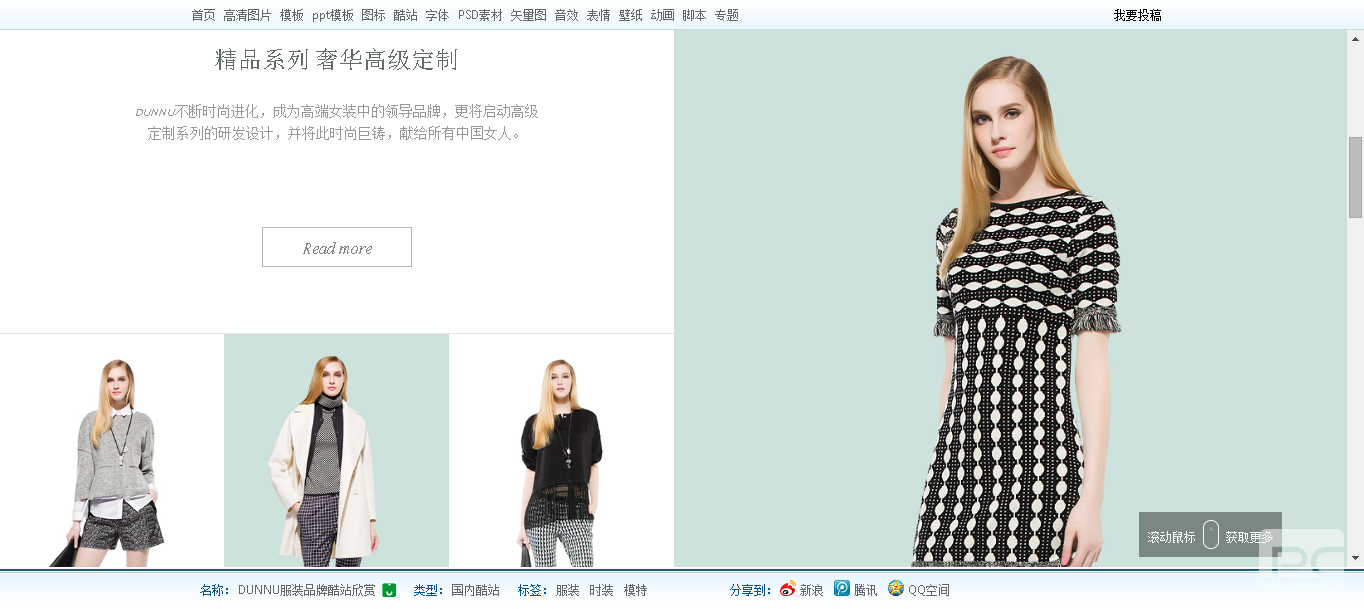 首页 高清图片 模板 ppt模板 图标 酷站 字体 PSD素材 矢量图 音效 表情 壁纸 动画 脚本 专题 我要投稿
精品系列 奢华高级定制
DUNNU不断时尚进化，成为高端女装中的领导品牌，更将启动高级
定制系列的研发设计，并将此时尚巨铸，献给所有中国女人。
Read more
滚动鼠标 获取更多
PC
名称： DUNNU服装品牌酷站欣赏 类型： 国内酷站 标签： 服装 时装 模特 分享到： 新浪 腾讯 QQ空间